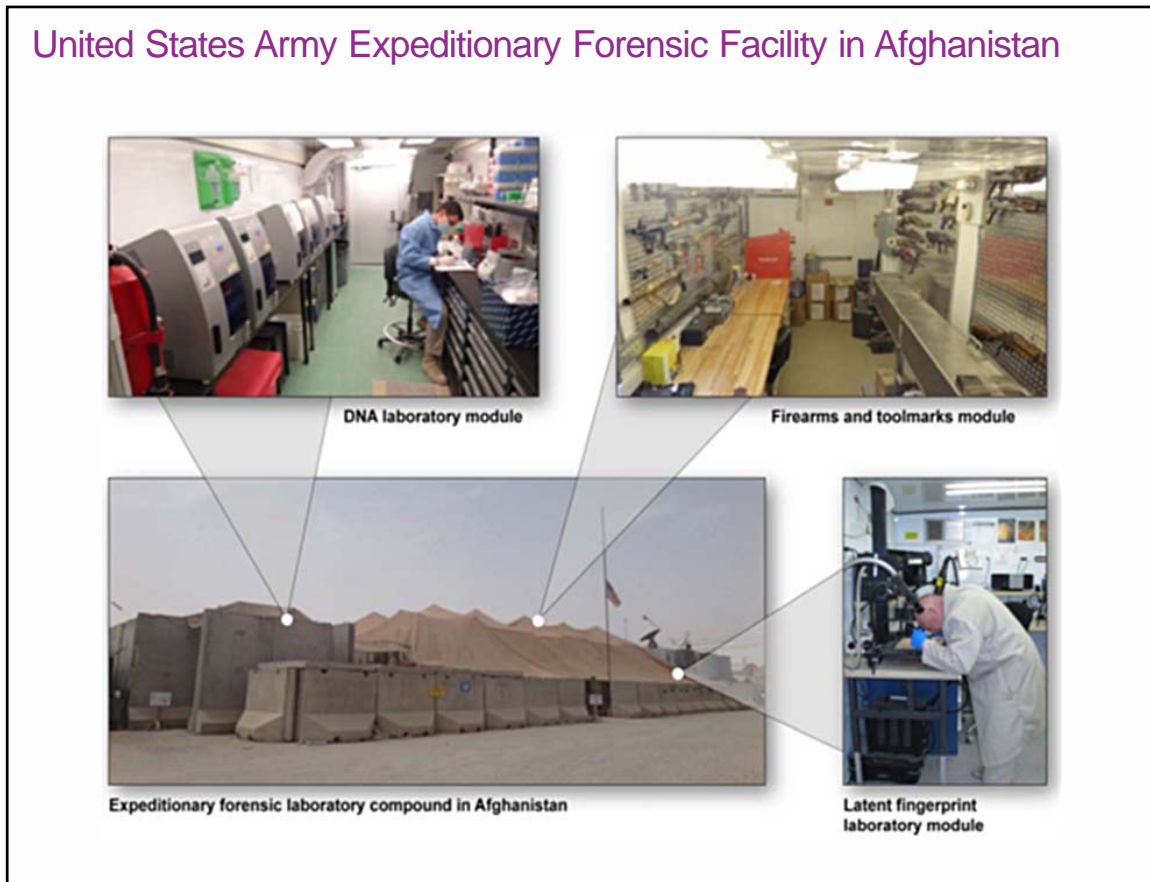 United States Army Expeditionary Forensic Facility in Afghanistan
DNA laboratory module
Firearms and toolmarks module
Expeditionary forensic laboratory compound in Afghanistan
Latent fingerprint
laboratory module